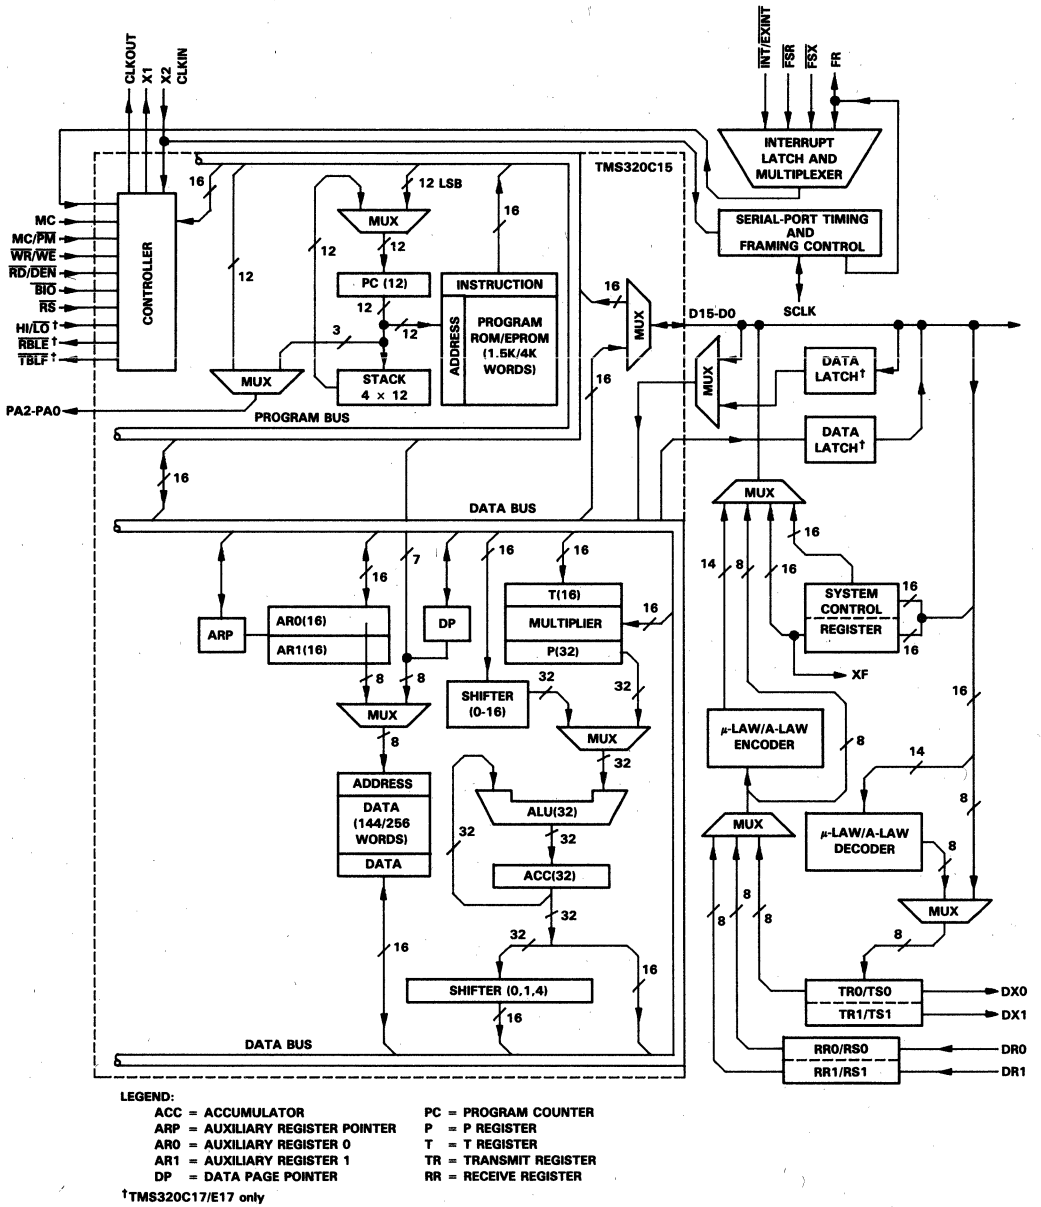 CLKOUT
X1
X2
CLKIN
INT/EXINT
FSR
FSX
FR
INTERRUPT
LATCH AND
MULTIPLEXER
TMS320C15
16
12 LSB
16
MUX
12
12
12
SERIAL-PORT TIMING
AND
FRAMING CONTROL
SCLK
MC
MC/PM
WR/WE
RD/DEN
BIO
RS
HI/LO†
RBLE†
TBLF†
CONTROLLER
PC (12)
12
12
3
INSTRUCTION
ADDRESS
PROGRAM
ROM/EPROM
(1.5K/4K
WORDS)
16
MUX
D15-D0
MUX
DATA
LATCH†
DATA
LATCH†
MUX
STACK
4 × 12
16
PA2-PA0
PROGRAM BUS
16
DATA BUS
MUX
14
8
16
16
SYSTEM
CONTROL
REGISTER
16
16
XF
16
7
16
16
ARP
AR0(16)
AR1(16)
DP
T(16)
MULTIPLIER
P(32)
16
8
8
SHIFTER
(0-16)
32
32
MUX
MUX
8
32
16
μ-LAW/A-LAW
ENCODER
8
14
8
ADDRESS
DATA
(144/256
WORDS)
DATA
ALU(32)
32
32
ACC(32)
32
MUX
μ-LAW/A-LAW
DECODER
8
MUX
8
8
8
8
16
32
16
SHIFTER (0,1,4)
16
TR0/TS0
TR1/TS1
DX0
DX1
DATA BUS
RR0/RS0
RR1/RS1
DR0
DR1
LEGEND:
ACC = ACCUMULATOR
ARP = AUXILIARY REGISTER POINTER
AR0 = AUXILIARY REGISTER 0
AR1 = AUXILIARY REGISTER 1
DP = DATA PAGE POINTER
PC = PROGRAM COUNTER
P = P REGISTER
T = T REGISTER
TR = TRANSMIT REGISTER
RR = RECEIVE REGISTER
†TMS320C17/E17 only